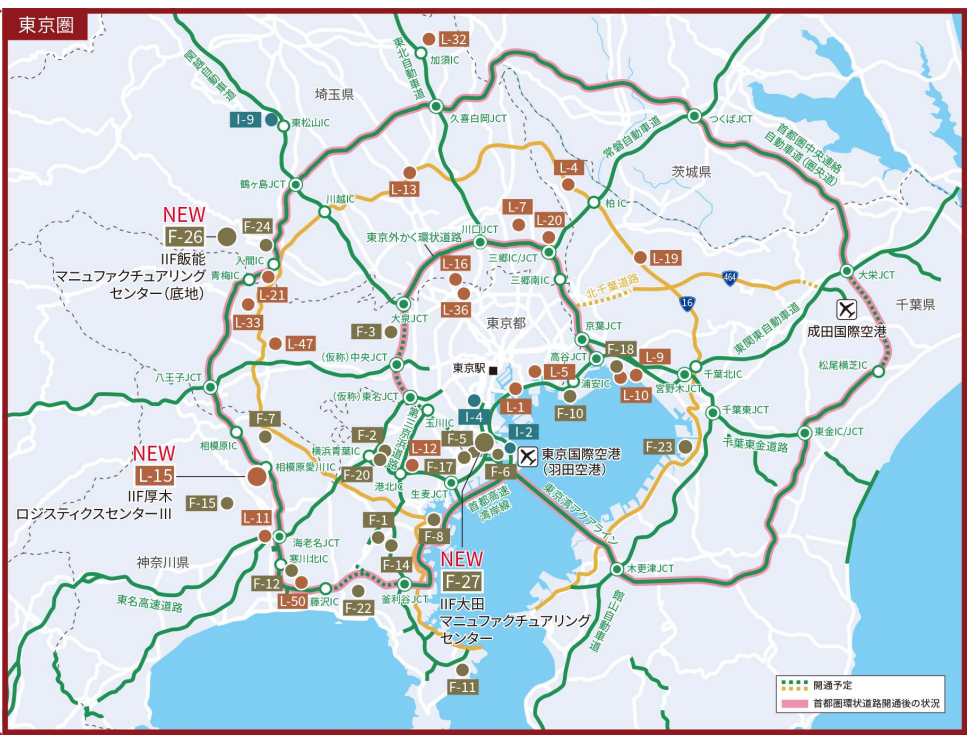 東京圏
L-32
加須IC
東北自動車道
関越自動車道
埼玉県
I-9
東松山IC
久喜白岡JCT
つくばJCT
常磐自動車道
首都圏中央連絡
自動車道(圏央道)
茨城県
鶴ヶ島JCT
L-13
L-4
川越IC
柏IC
NEW
F-26
IIF飯能
マニュファクチュアリング
センター(底地)
F-24
入間IC
青梅IC
東京外かく環状道路
川口JCT
L-7
L-20
三郷IC/JCT
三郷南IC
L-19
464
北千葉道路
16
大栄JCT
成田国際空港
千葉県
L-21
L-33
L-47
L-16
L-36
大泉JCT
F-3
東京都
京葉JCT
東関東自動車道
(仮称)中央JCT
東京駅
高谷JCT
F-18
L-9
L-5
浦安IC
L-10
宮野木JCT
千葉北IC
松尾横芝IC
八王子JCT
(仮称)東名JCT
玉川IC
I-4
L-1
F-10
千葉東JCT
東金IC/JCT
千葉東金道路
F-7
相模原IC
F-2
横浜青葉IC
第三京浜道路
L-12
F-5
I-2
F-6
F-17
F-20
港北IC
生麦JCT
東京国際空港
(羽田空港)
F-23
NEW
L-15
IIF厚木
ロジスティクスセンターIII
相模原愛川IC
F-15
L-11
海老名JCT
寒川北IC
首都高速
湾岸線
東京湾アクアライン
F-1
F-8
F-14
神奈川県
F-12
L-50
藤沢IC
F-22
釜利谷JCT
NEW
F-27
IIF大田
マニュファクチュアリング
センター
木更津JCT
館山自動車道
東名高速道路
F-11
開通予定
首都圏環状道路開通後の状況